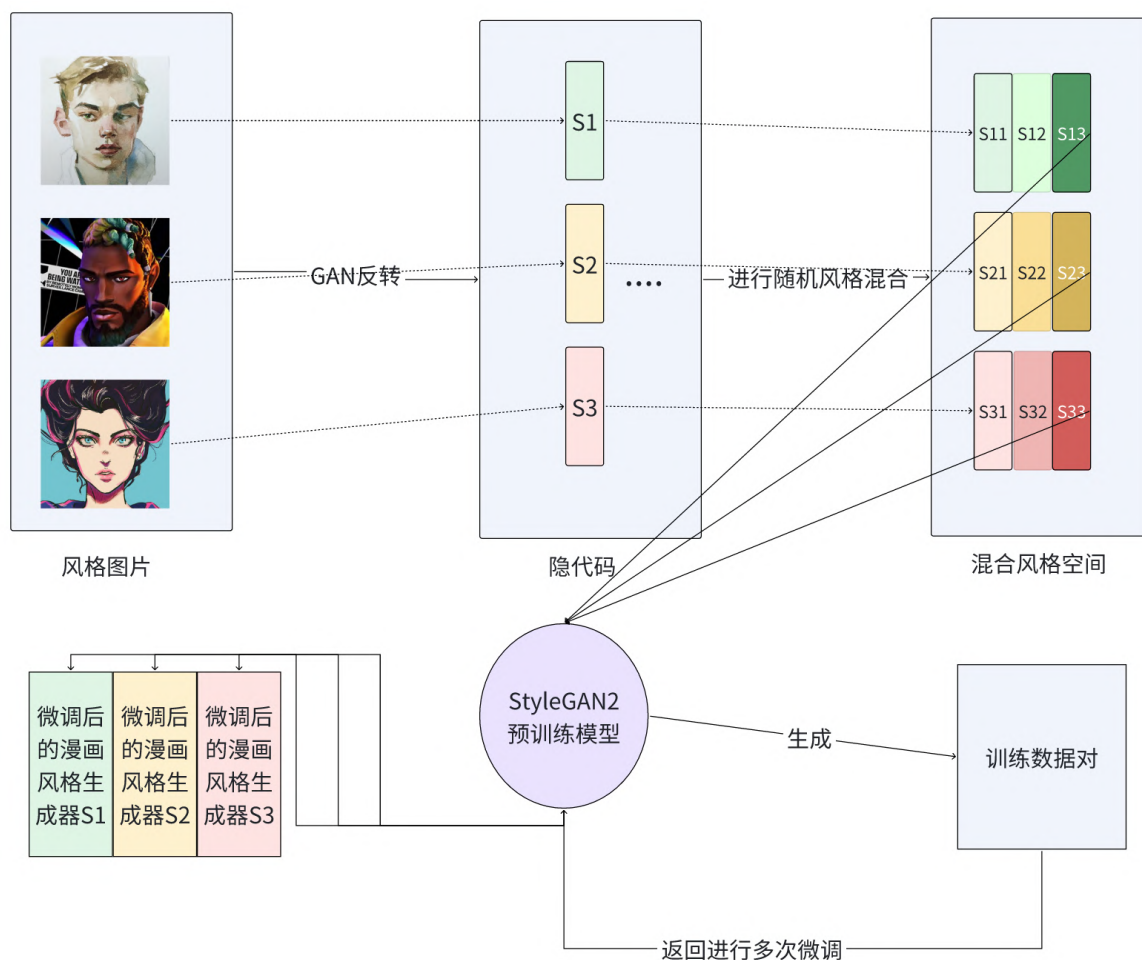 S1
S11 S12 S13
YOU AR
BEING WAT
GAN反转
S2
....
进行随机风格混合
S21 S22 S23
S3
S31 S32 S33
风格图片
隐代码
混合风格空间
StyleGAN2
预训练模型
微调后
的漫画
风格生
成器S1
微调后
的漫画
风格生
成器S2
微调后
的漫画
风格生
成器S3
生成
训练数据对
返回进行多次微调